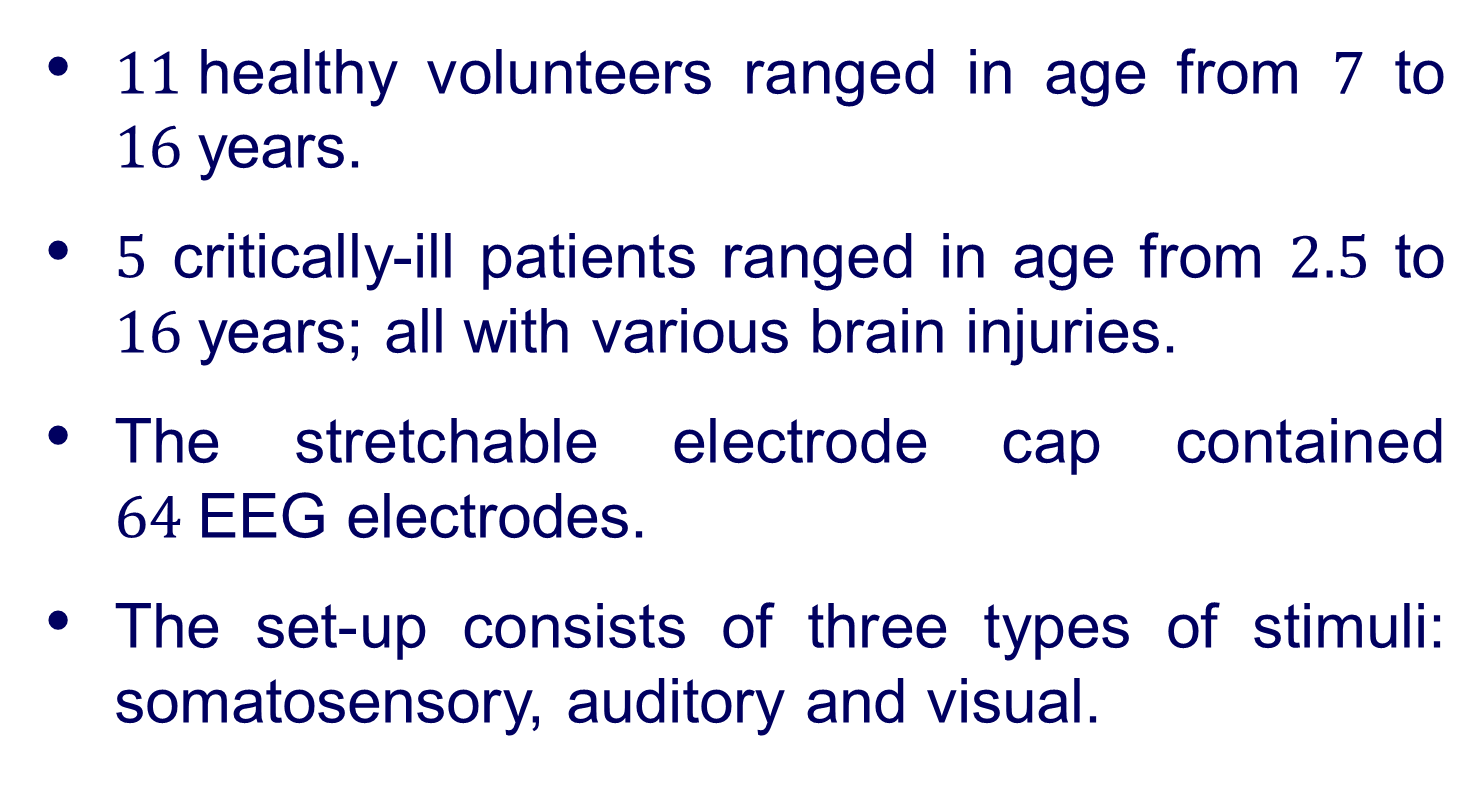 • 11 healthy volunteers ranged in age from 7 to
16 years.
• 5 critically-ill patients ranged in age from 2.5 to
16 years; all with various brain injuries.
• The stretchable electrode cap contained
64 EEG electrodes.
• The set-up consists of three types of stimuli:
somatosensory, auditory and visual.